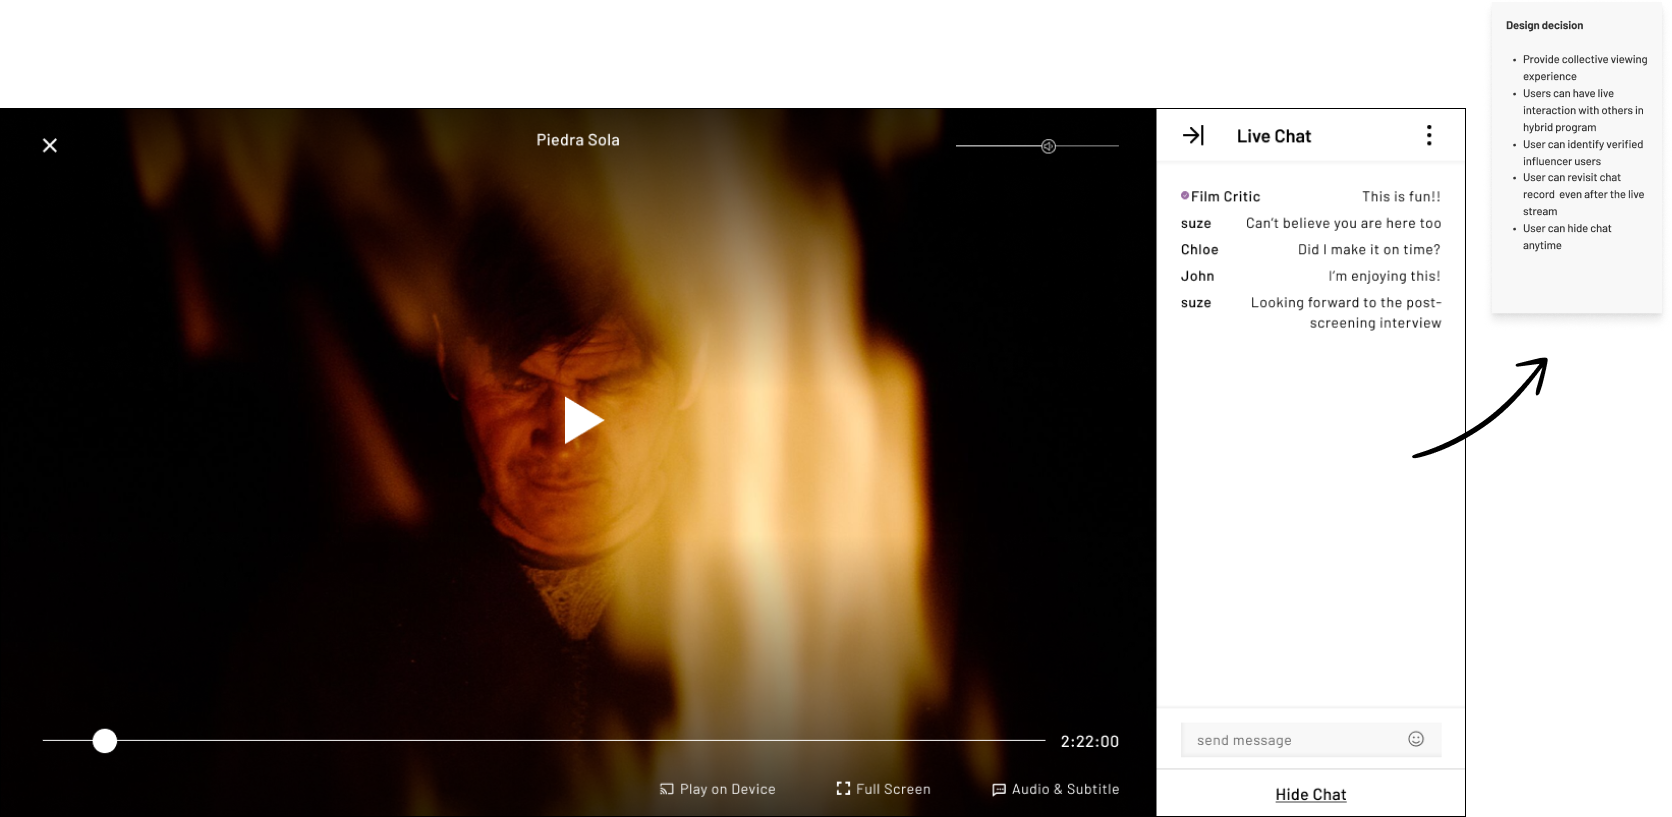 Design decision
• Provide collective viewing
experience
• Users can have live
interaction with others in
hybrid program
• User can identify verified
influencer users
• User can revisit chat
record even after the live
stream
• User can hide chat
anytime
Piedra Sola
Live Chat
Film Critic This is fun!!
suze Can't believe you are here too
Chloe Did I make it on time?
John I'm enjoying this!
suze Looking forward to the post-
screening interview
2:22:00
Play on Device Full Screen Audio & Subtitle
send message
Hide Chat